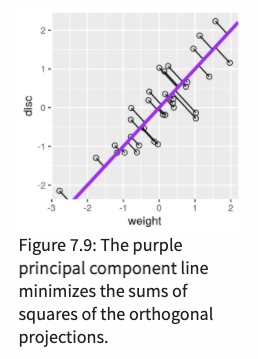 disc
2
1
0
-1
-2
-3 -2 -1 0 1 2
weight
Figure 7.9: The purple
principal component line
minimizes the sums of
squares of the orthogonal
projections.